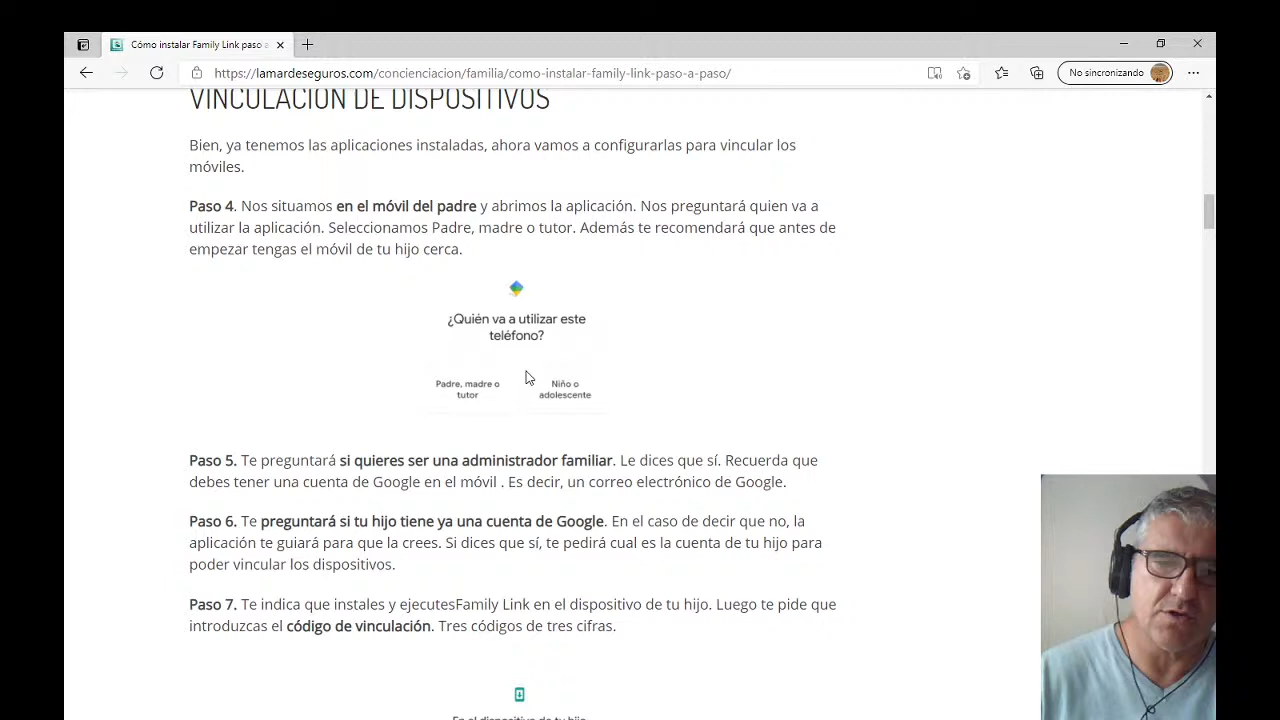 Cómo instalar Family Link paso a
https://lamardeseguros.com/concienciacion/familia/como-instalar-family-link-paso-a-paso/
No sincronizando
VINCULACIÓN DE DISPOSITIVOS
Bien, ya tenemos las aplicaciones instaladas, ahora vamos a configurarlas para vincular los
móviles.
Paso 4. Nos situamos en el móvil del padre y abrimos la aplicación. Nos preguntará quien va a
utilizar la aplicación. Seleccionamos Padre, madre o tutor. Además te recomendará que antes de
empezar tengas el móvil de tu hijo cerca.
¿Quién va a utilizar este
teléfono?
Padre, madre o
tutor
Niño o
adolescente
Paso 5. Te preguntará si quieres ser una administrador familiar. Le dices que sí. Recuerda que
debes tener una cuenta de Google en el móvil . Es decir, un correo electrónico de Google.
Paso 6. Te preguntará si tu hijo tiene ya una cuenta de Google. En el caso de decir que no, la
aplicación te guiará para que la crees. Si dices que sí, te pedirá cual es la cuenta de tu hijo para
poder vincular los dispositivos.
Paso 7. Te indica que instales y ejecutesFamily Link en el dispositivo de tu hijo. Luego te pide que
introduzcas el código de vinculación. Tres códigos de tres cifras.
En el dispositivo de tu hijo